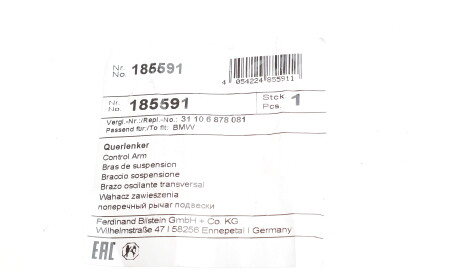 Nr.
No. 185591
4 054224 855911
Nr.
No. 185591
Stck.
Pcs. 1
Vergl.-Nr./Repl.-No.: 31 10 6 878 081
Passend für:/To fit: BMW
Querlenker
Control Arm
Bras de suspension
Braccio sospensione
Brazo oscilante transversal
Wahacz zawieszenia
поперечный рычаг подвески
Ferdinand Bilstein GmbH + Co. KG
Wilhelmstraße 47 | 58256 Ennepetal | Germany
EAC